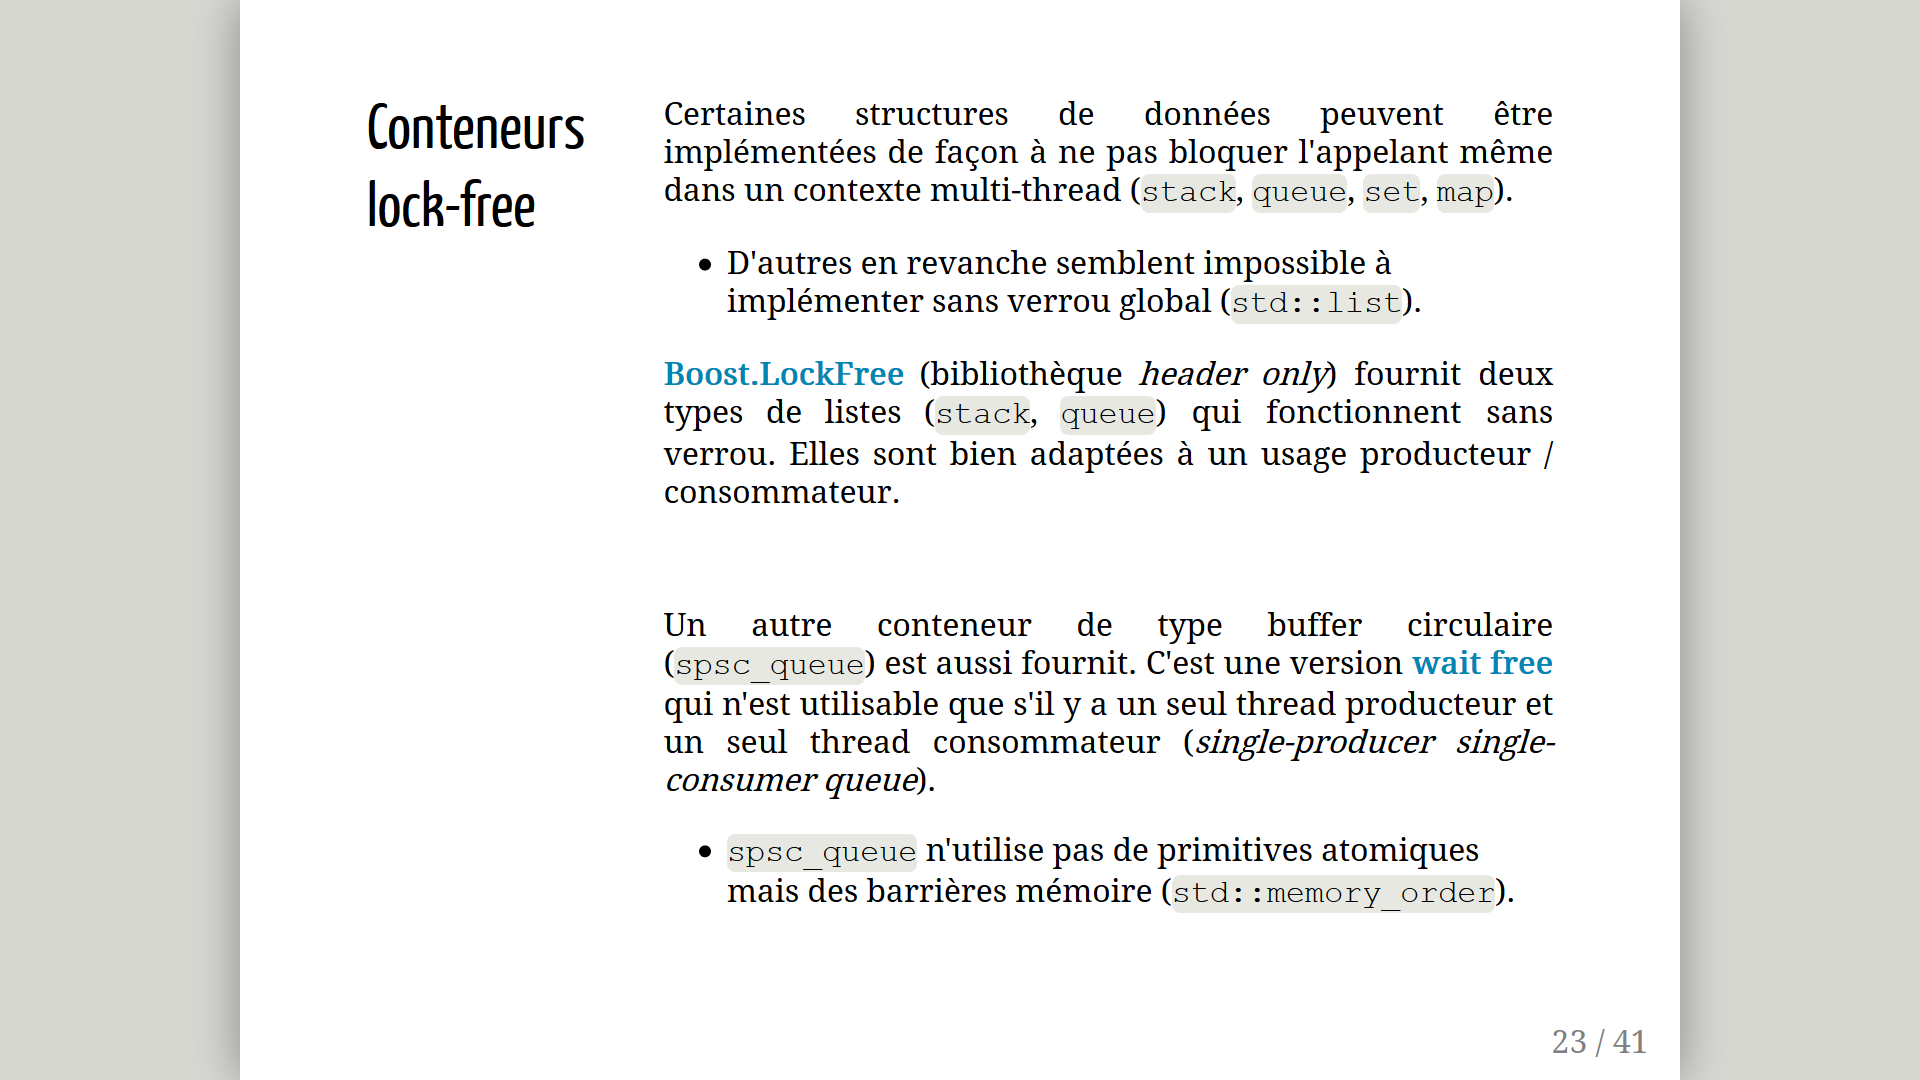 Conteneurs
lock-free
Certaines structures de données peuvent être
implémentées de façon à ne pas bloquer l'appelant même
dans un contexte multi-thread (stack, queue, set, map).
• D'autres en revanche semblent impossible à
implémenter sans verrou global (std::list).
Boost.LockFree (bibliothèque header only) fournit deux
types de listes (stack, queue) qui fonctionnent sans
verrou. Elles sont bien adaptées à un usage producteur /
consommateur.
Un autre conteneur de type buffer circulaire
(spsc_queue) est aussi fournit. C'est une version wait free
qui n'est utilisable que s'il y a un seul thread producteur et
un seul thread consommateur (single-producer single-
consumer queue).
• spsc_queue n'utilise pas de primitives atomiques
mais des barrières mémoire (std::memory_order).
23 / 41